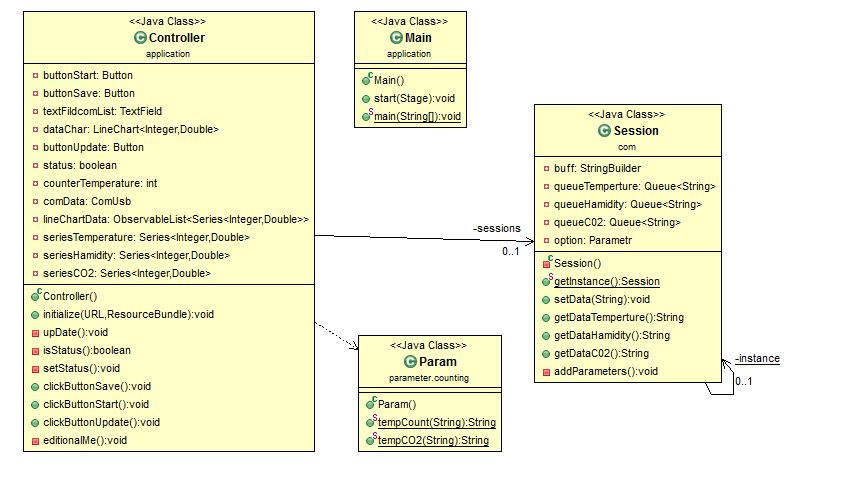 <<Java Class>>
Controller
application
buttonStart: Button
buttonSave: Button
textFildcomList: TextField
dataChar: LineChart<Integer,Double>
buttonUpdate: Button
status: boolean
counterTemperature: int
comData: ComUsb
lineChartData: ObservableList<Series<Integer,Double>>
seriesTemperature: Series<Integer,Double>
seriesHamidity: Series<Integer,Double>
seriesCO2: Series<Integer,Double>
Controller()
initialize(URL,ResourceBundle):void
upDate():void
isStatus():boolean
setStatus():void
clickButtonSave():void
clickButtonStart():void
clickButtonUpdate():void
editionalMe():void
<<Java Class>>
Main
application
Main()
start(Stage):void
main(String[]):void
-sessions
0..1
<<Java Class>>
Param
parameter.counting
Param()
tempCount(String):String
tempCO2(String):String
<<Java Class>>
Session
com
buff: StringBuilder
queueTemperture: Queue<String>
queueHamidity: Queue<String>
queueC02: Queue<String>
option: Parametr
Session()
getInstance():Session
setData(String):void
getDataTemperture():String
getDataHamidity():String
getDataC02():String
addParameters():void
-instance
0..1